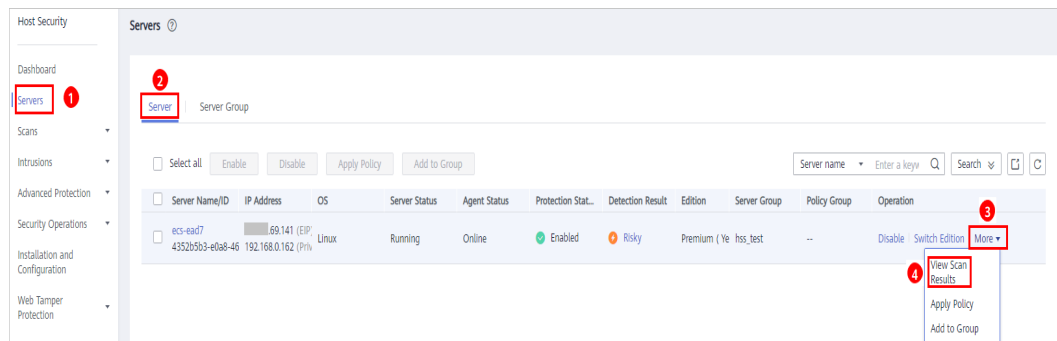 Host Security
Servers ?
Dashboard
Servers
1
2
Server
Server Group
Scans
Intrusions
Advanced Protection
Security Operations
Installation and
Configuration
Web Tamper
Protection
Select all
Enable
Disable
Apply Policy
Add to Group
Server name
Enter a keyw
Search
Server Name/ID
IP Address
OS
Server Status
Agent Status
Protection Stat...
Detection Result
Edition
Server Group
Policy Group
Operation
3
ecs-ead7
4352b5b3-e0a8-46
.69.141 (EIP)
192.168.0.162 (Priv
Linux
Running
Online
Enabled
Risky
Premium ( Ye
hss_test
--
Disable
Switch Edition
More
4
View Scan
Results
Apply Policy
Add to Group